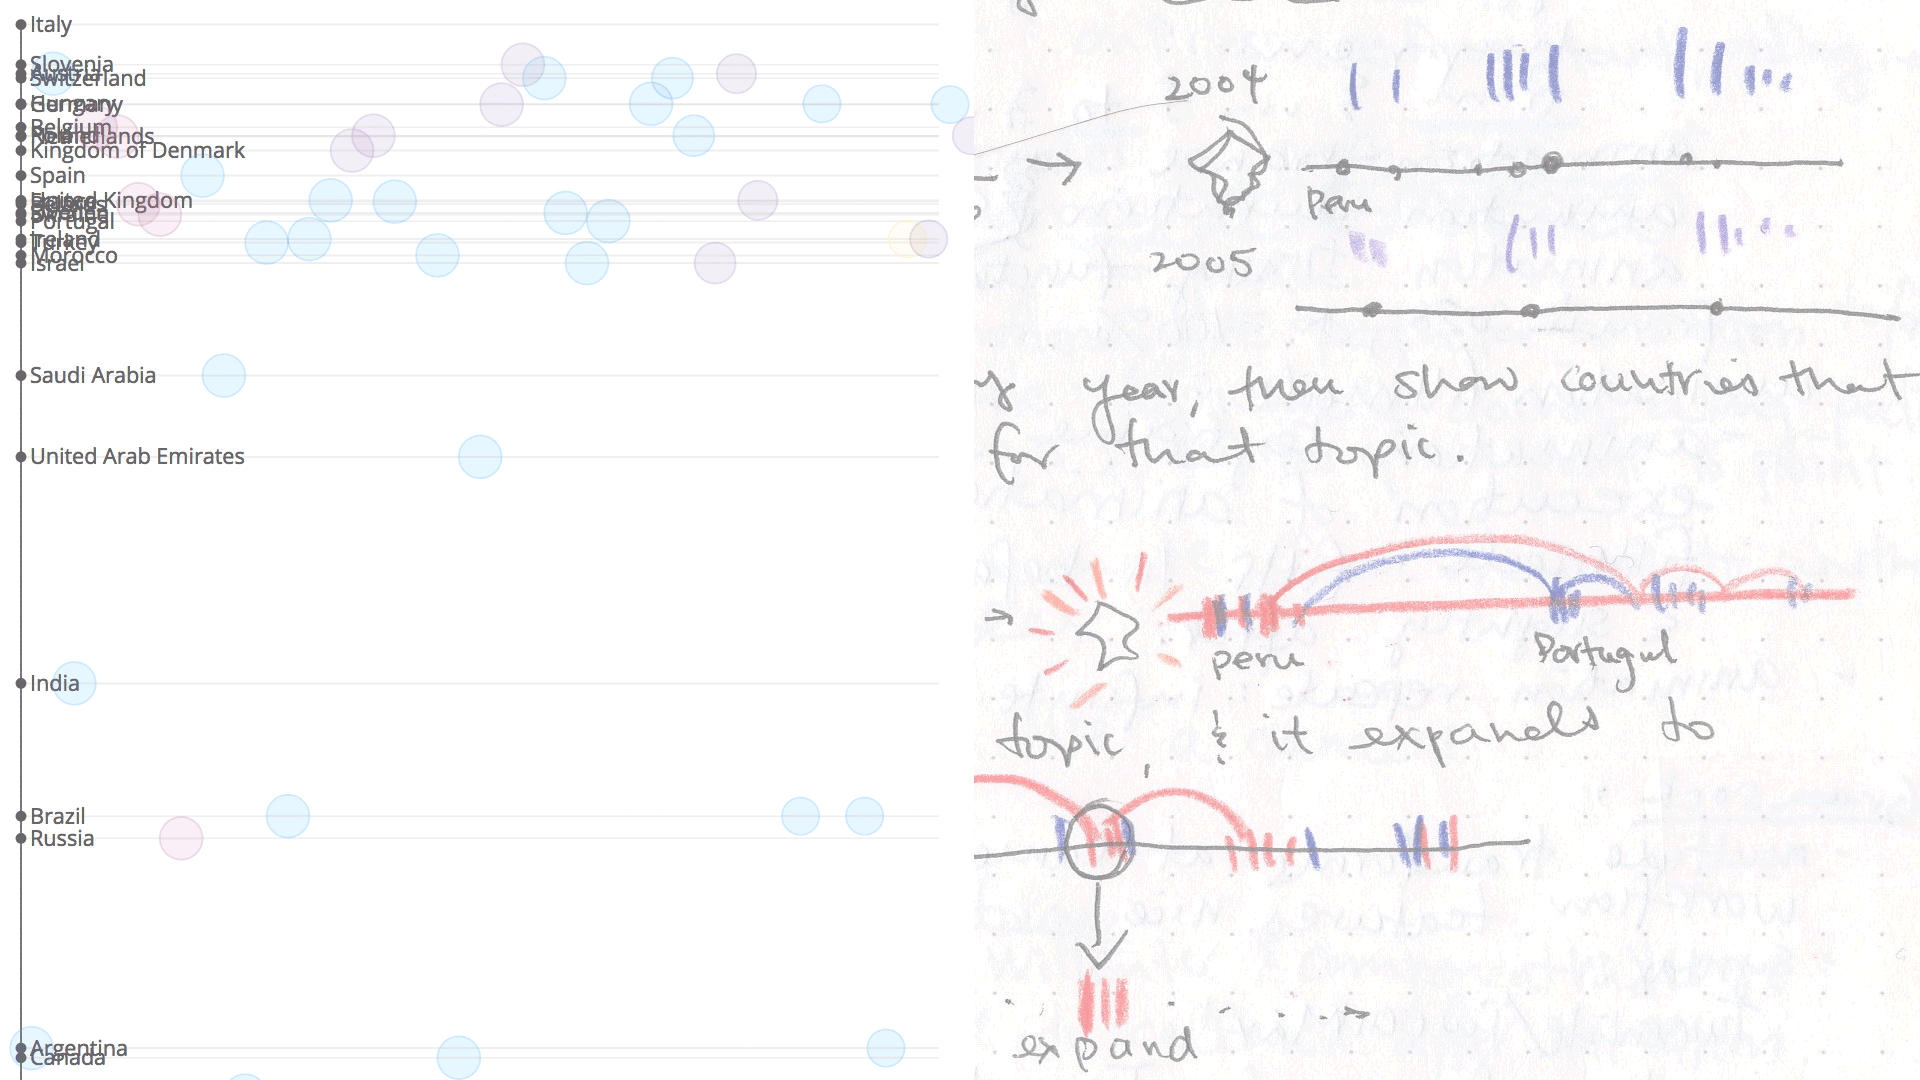 Italy
Slovenia
Austria
Switzerland
Hungary
Germany
Belgium
Kingdom of Denmark
Spain
United Kingdom
Sweden
Portugal
Ireland
Turkey
Morocco
Israel
Saudi Arabia
United Arab Emirates
India
Brazil
Russia
Argentina
Canada
2004
Peru
2005
year, then show countries that
for that topic.
peru
Portugul
topic, & it expands to
expand